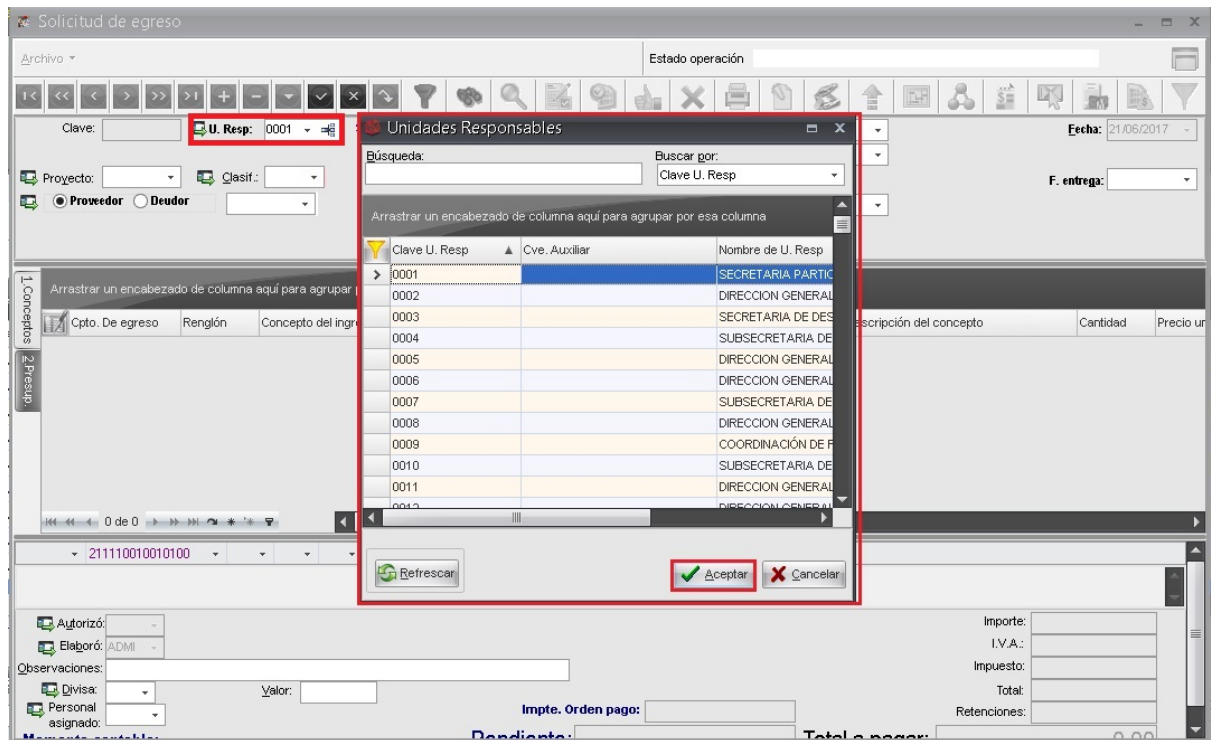 Solicitud de egreso
Archivo
Estado operación
Clave:
U. Resp: 0001
Fecha: 21/06/2017
Unidades Responsables
Búsqueda:
Buscar por:
Clave U. Resp
Proyecto:
Clasif.:
F. entrega:
Proveedor
Deudor
Arrastrar un encabezado de columna aquí para agrupar por esa columna
Clave U. Resp Cve. Auxiliar Nombre de U. Resp
0001 SECRETARIA PARTIC
0002 DIRECCION GENERAL
0003 SECRETARIA DE DES
0004 SUBSECRETARIA DE
0005 DIRECCION GENERAL
0006 DIRECCION GENERAL
0007 SUBSECRETARIA DE
0008 DIRECCION GENERAL
0009 COORDINACIÓN DE F
0010 SUBSECRETARIA DE
0011 DIRECCION GENERAL
Refrescar
Aceptar
Cancelar
1.Conceptos
2.Presup.
Arrastrar un encabezado de columna aquí para agrupar
Cpto. De egreso Renglón Concepto del ingr
scripción del concepto Cantidad Precio un
0 de 0
211110010010100
Autorizó:
Elaboró: ADMI
Observaciones:
Divisa:
Valor:
Personal asignado:
Impte. Orden pago:
Importe:
I.V.A.:
Impuesto:
Total:
Retenciones:
Momento contable:
Pendiente:
Total a pagar: 0.00